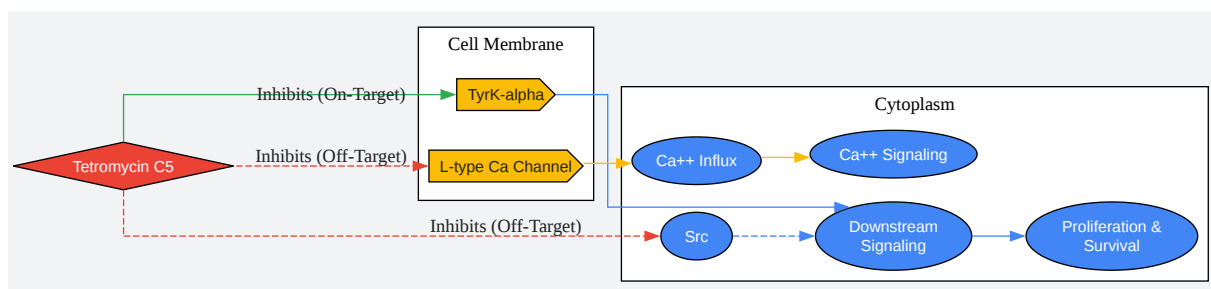 Cell Membrane
Inhibits (On-Target)
TyrK-alpha
Cytoplasm
Tetromycin C5
Inhibits (Off-Target)
L-type Ca Channel
Ca++ Influx
Ca++ Signaling
Inhibits (Off-Target)
Src
Downstream
Signaling
Proliferation &
Survival